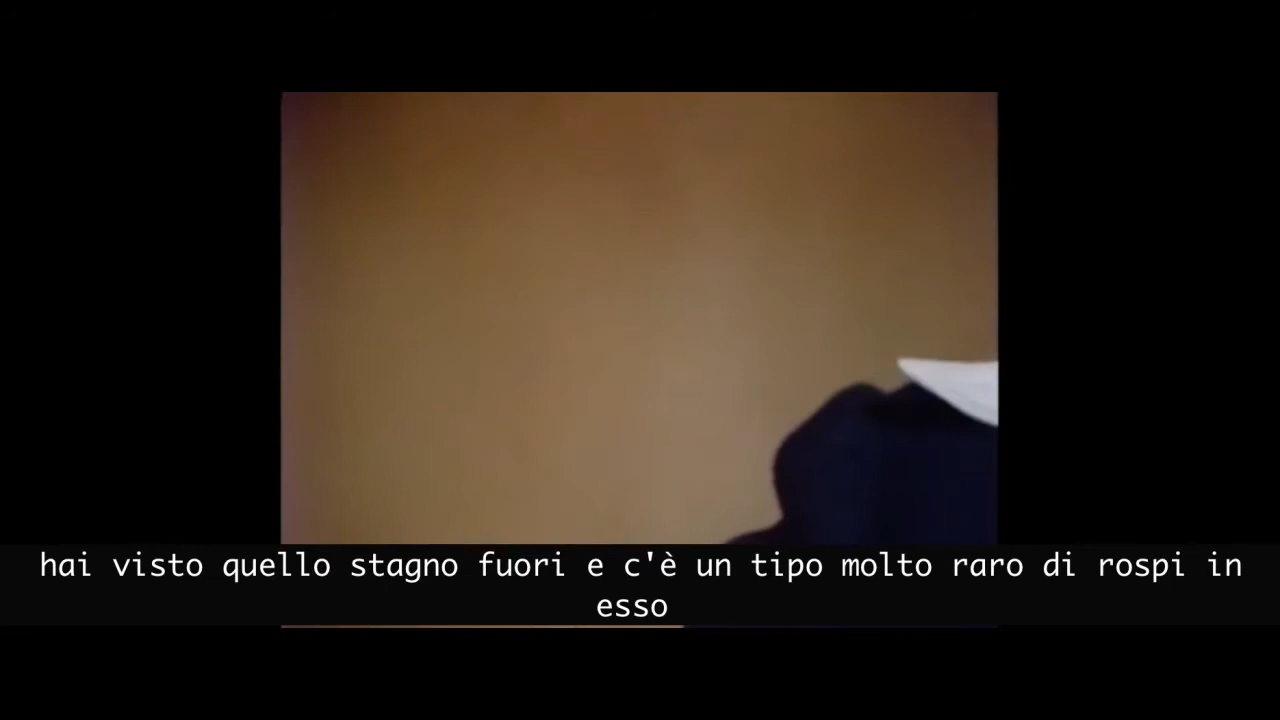 hai visto quello stagno fuori e c'è un tipo molto raro di rospi in
esso